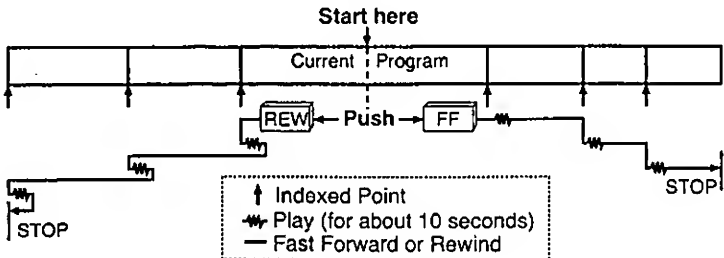 Start here
Current Program
REW Push FF
STOP
STOP
Indexed Point
Play (for about 10 seconds)
Fast Forward or Rewind